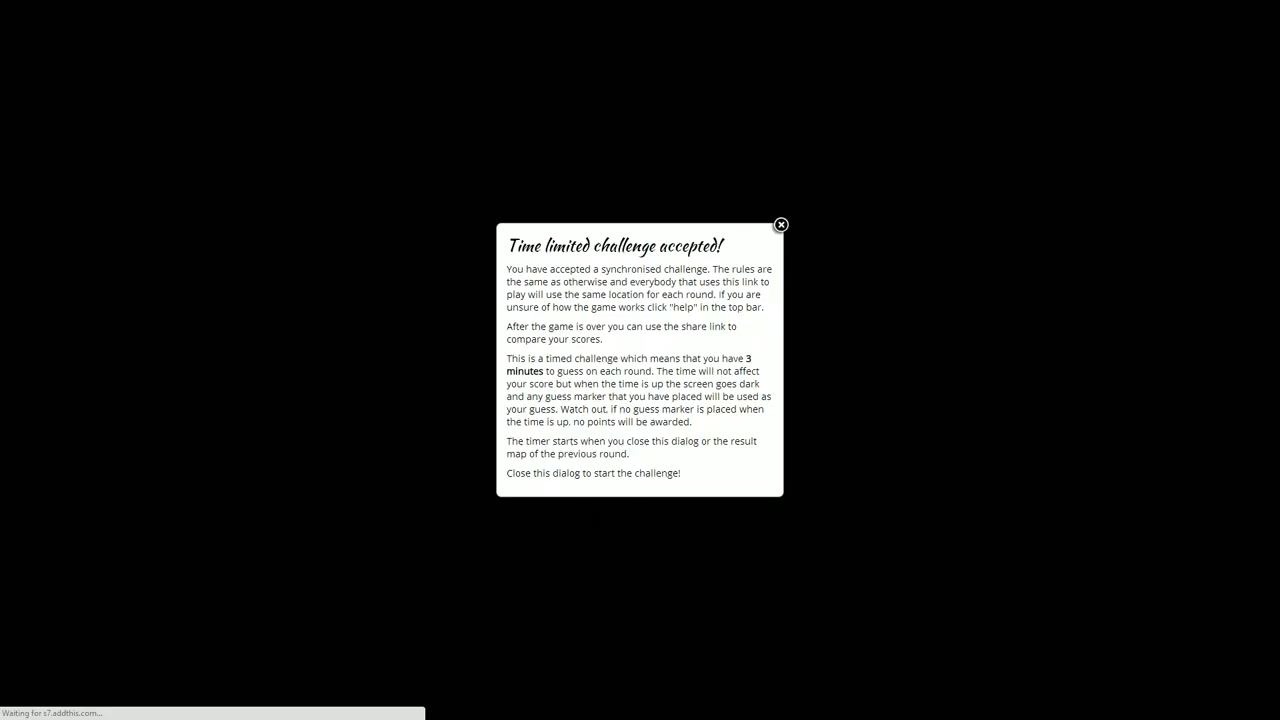 Time limited challenge accepted!
You have accepted a synchronised challenge. The rules are
the same as otherwise and everybody that uses this link to
play will use the same location for each round. If you are
unsure of how the game works click "help" in the top bar.
After the game is over you can use the share link to
compare your scores.
This is a timed challenge which means that you have 3
minutes to guess on each round. The time will not affect
your score but when the time is up the screen goes dark
and any guess marker that you have placed will be used as
your guess. Watch out, if no guess marker is placed when
the time is up, no points will be awarded.
The timer starts when you close this dialog or the result
map of the previous round.
Close this dialog to start the challenge!
Waiting for s7.addthis.com...